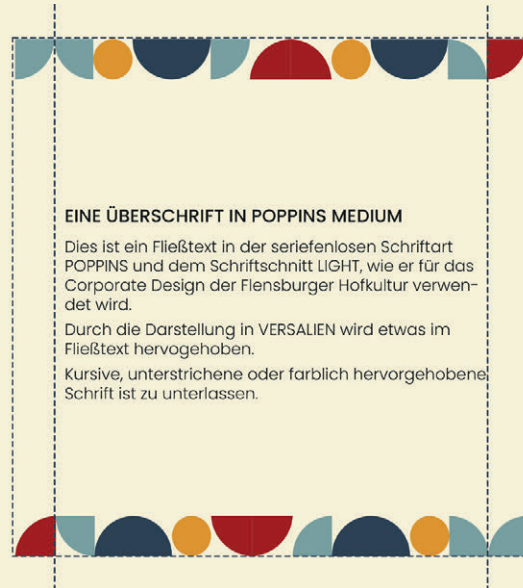 EINE ÜBERSCHRIFT IN POPPINS MEDIUM
Dies ist ein Fließtext in der seriefenlosen Schriftart
POPPINS und dem Schriftschnitt LIGHT, wie er für das
Corporate Design der Flensburger Hofkultur verwen-
det wird.
Durch die Darstellung in VERSALIEN wird etwas im
Fließtext hervogehoben.
Kursive, unterstrichene oder farblich hervorgehobene
Schrift ist zu unterlassen.